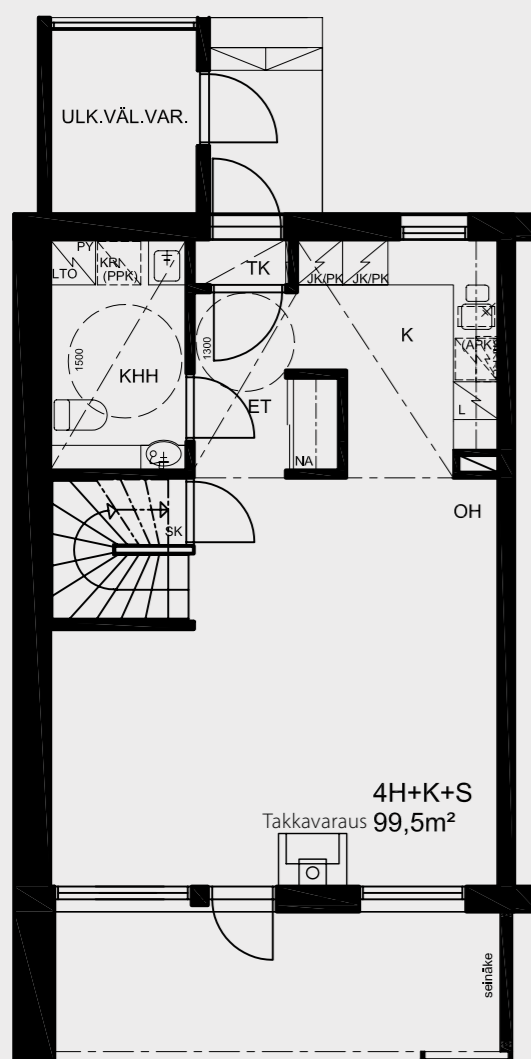 ULK.VÄL.VAR.
PY
KR
(PPK)
LTO
TK
JK/PK
JK/PK
K
(APK)
1500
1300
KHH
ET
L
NA
SK
OH
4H+K+S
Takkavaraus 99,5m²
seinäke